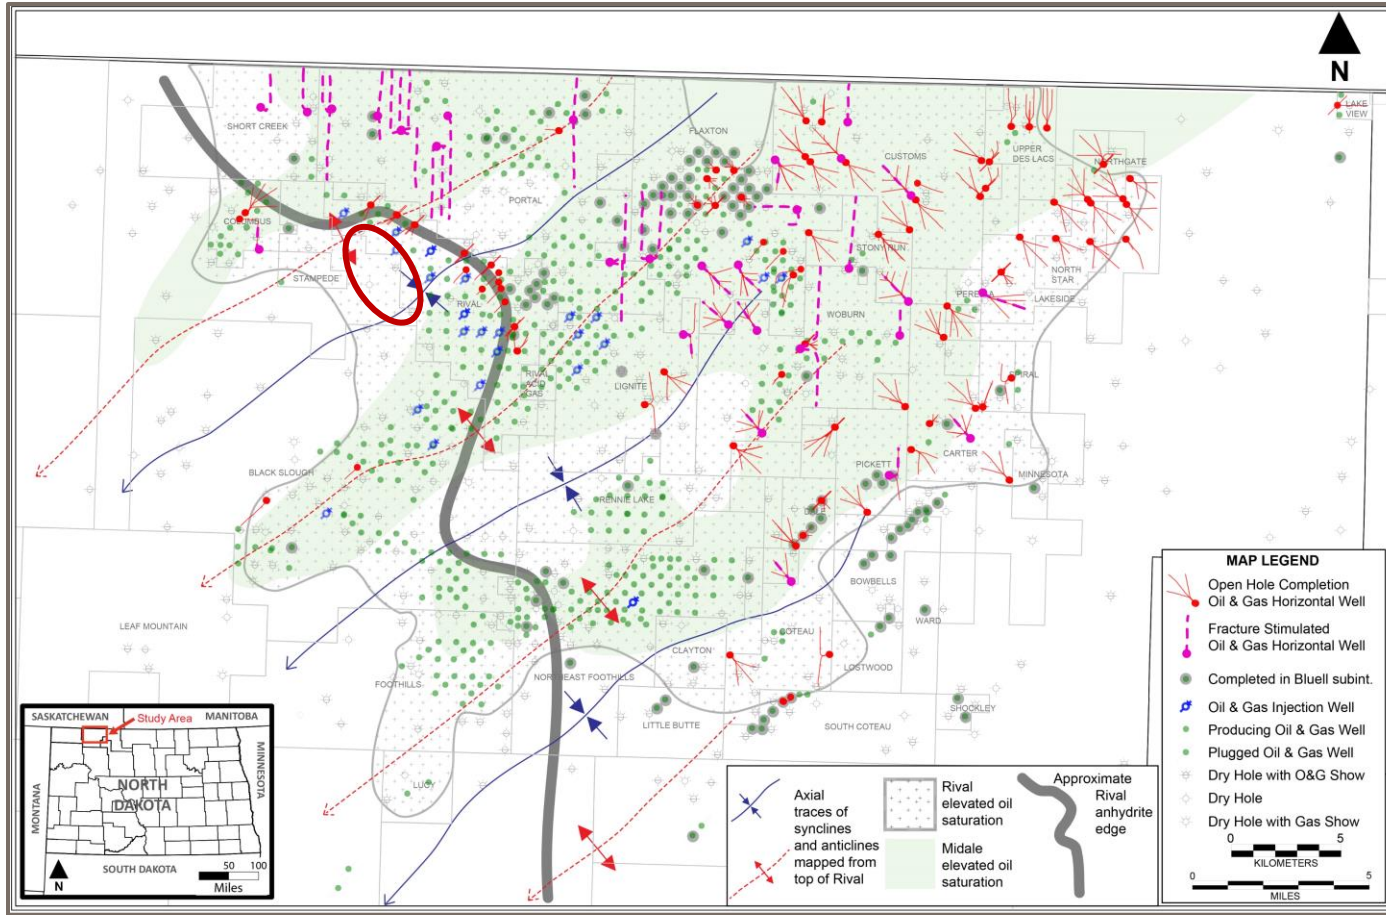 N
LAKE
VIEW
SHORT CREEK
FLAXTON
CUSTOMS
UPPER
DES LACS
NORTHGATE
PORTAL
COLUMBUS
STONY RUN
STAMPEDE
NORTH
STAR
PERELLA
LAKESIDE
RIVAL
WOBURN
RIVAL
ACID
GAS
LIGNITE
SPIRAL
CARTER
BLACK SLOUGH
PICKETT
MINNESOTA
RENNIE LAKE
DALE
BOWBELLS
WARD
LEAF MOUNTAIN
COTEAU
CLAYTON
LOSTWOOD
NORTHEAST FOOTHILLS
FOOTHILLS
SHOCKLEY
LITTLE BUTTE
SOUTH COTEAU
LUCY
MAP LEGEND
Open Hole Completion
Oil & Gas Horizontal Well
Fracture Stimulated
Oil & Gas Horizontal Well
Completed in Bluell subint.
Oil & Gas Injection Well
Producing Oil & Gas Well
Plugged Oil & Gas Well
Dry Hole with O&G Show
Dry Hole
Dry Hole with Gas Show
0 5
KILOMETERS
0 5
MILES
Axial
traces of
synclines
and anticlines
mapped from
top of Rival
Rival
elevated oil
saturation
Midale
elevated oil
saturation
Approximate
Rival
anhydrite
edge
SASKATCHEWAN
Study Area
MANITOBA
MONTANA
NORTH
DAKOTA
MINNESOTA
SOUTH DAKOTA
N
50 100
Miles